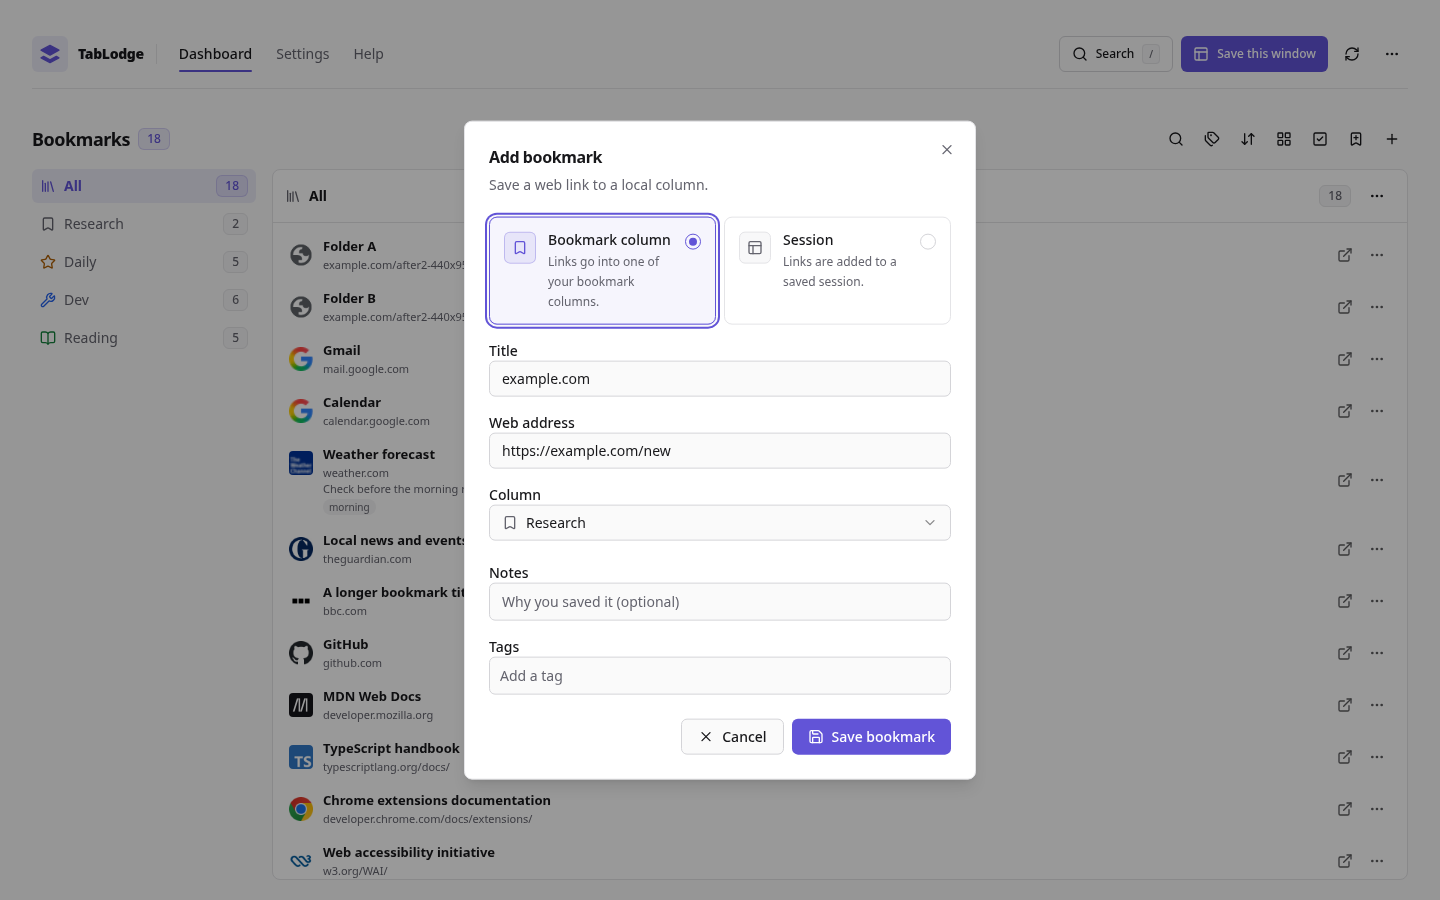 TabLodge
Dashboard
Settings
Help
Search /
Save this window
Bookmarks 18
All 18
Research 2
Daily 5
Dev 6
Reading 5
All
18
Folder A
example.com/after2-440x95
Folder B
example.com/after2-440x95
Gmail
mail.google.com
Calendar
calendar.google.com
Weather forecast
weather.com
Check before the morning
morning
Local news and events
theguardian.com
A longer bookmark
bbc.com
GitHub
github.com
MDN Web Docs
developer.mozilla.org
TypeScript handbook
typescriptlang.org/docs/
Chrome extensions documentation
developer.chrome.com/docs/extensions/
Web accessibility initiative
w3.org/WAI/
Add bookmark
Save a web link to a local column.
Bookmark column
Links go into one of
your bookmark
columns.
Session
Links are added to a
saved session.
Title
example.com
Web address
https://example.com/new
Column
Research
Notes
Why you saved it (optional)
Tags
Add a tag
Cancel
Save bookmark